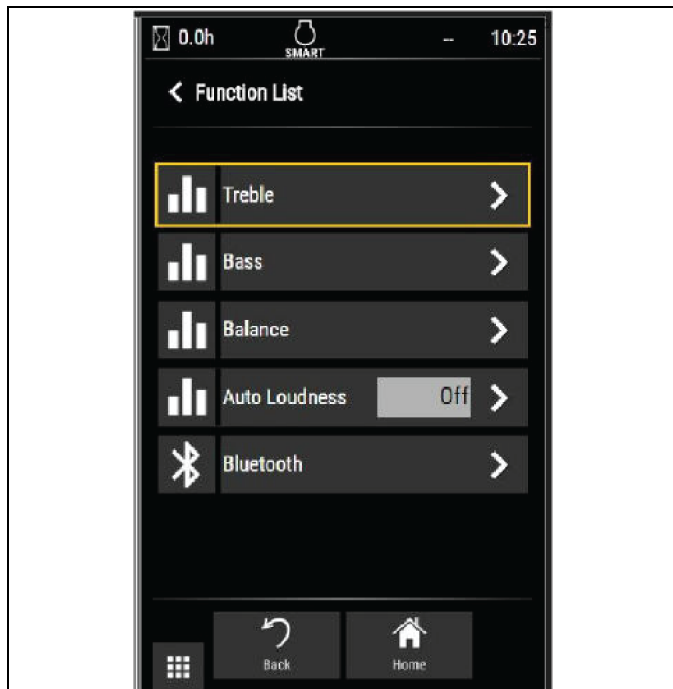 0.0h SMART -- 10:25
Function List
Treble
Bass
Balance
Auto Loudness Off
Bluetooth
Back Home